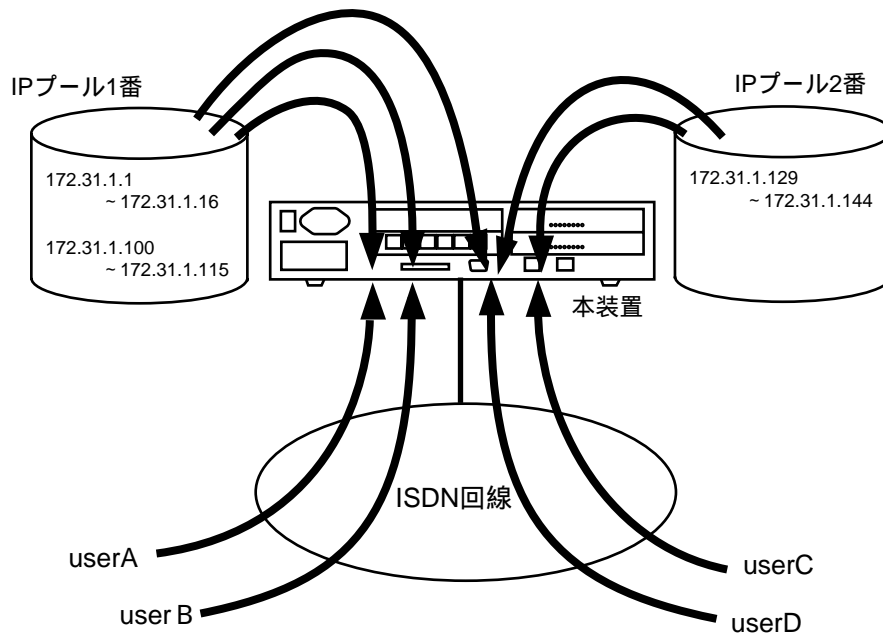 IPプール1番
IPプール2番
172.31.1.1
~ 172.31.1.16
172.31.1.100
~ 172.31.1.115
172.31.1.129
~ 172.31.1.144
本装置
ISDN回線
userA
user B
userC
userD